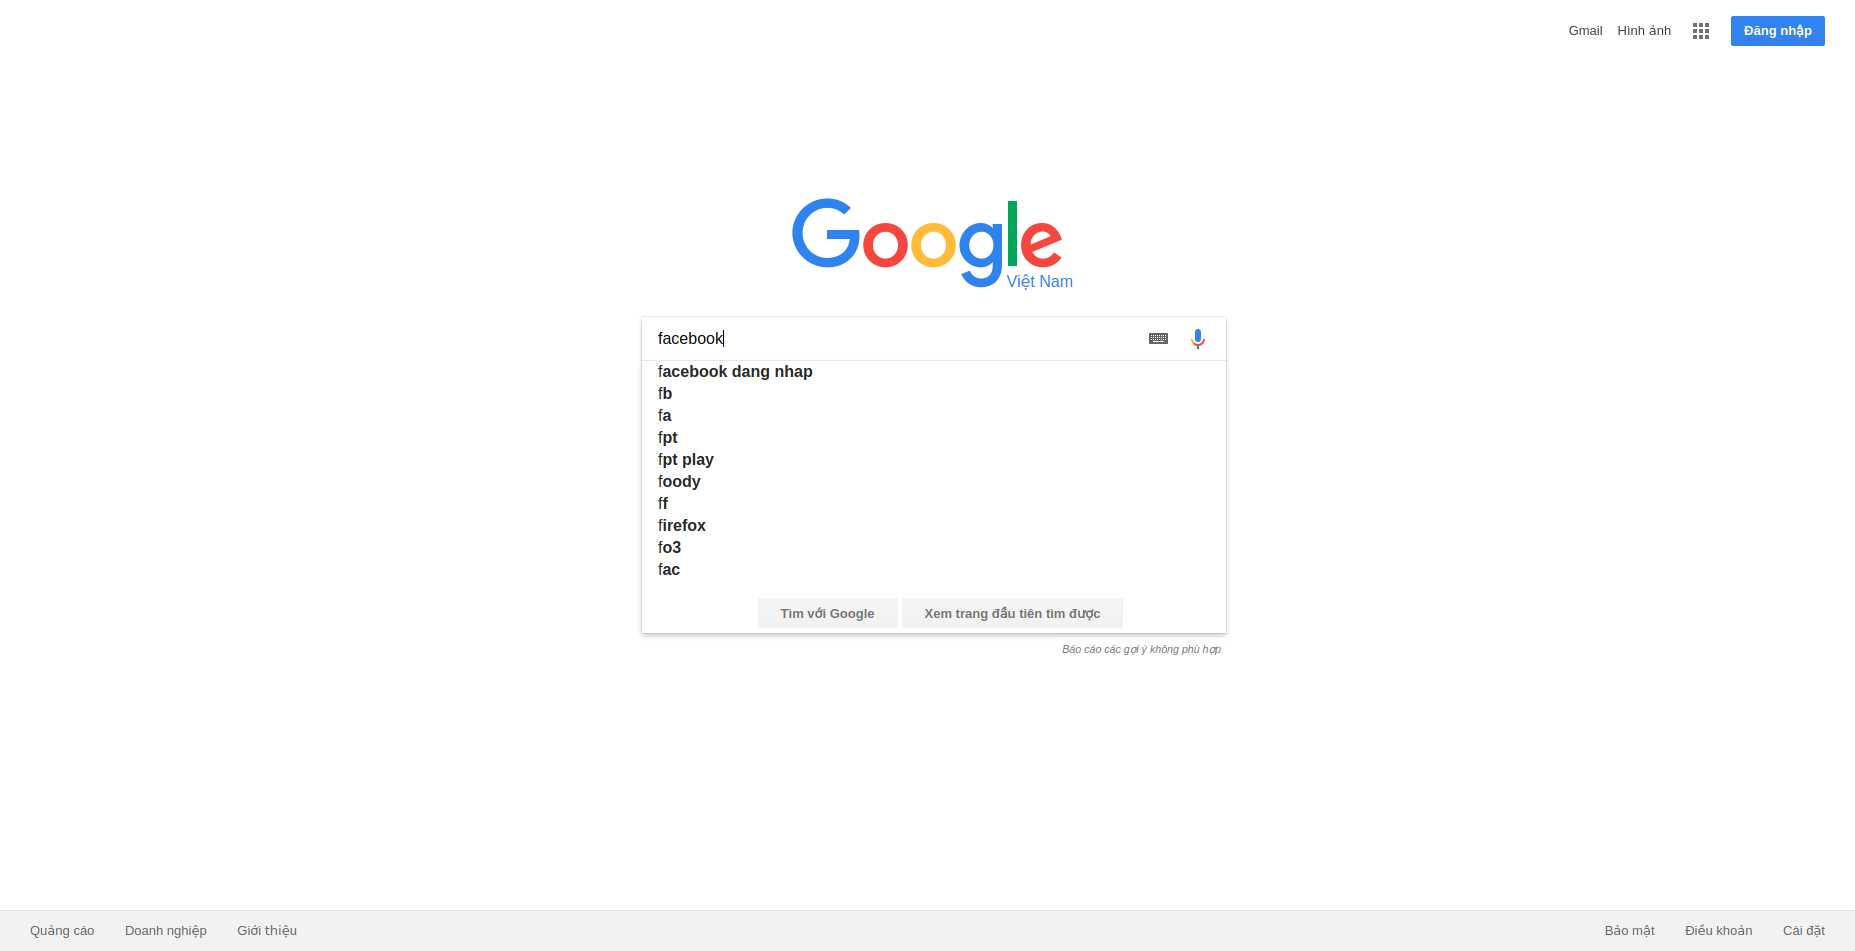 Gmail Hình ảnh Đăng nhập
Google
Việt Nam
facebook
facebook dang nhap
fb
fa
fpt
fpt play
foody
ff
firefox
fo3
fac
Tìm với Google Xem trang đầu tiên tìm được
Báo cáo các gợi ý không phù hợp
Quảng cáo Doanh nghiệp Giới thiệu Bảo mật Điều khoản Cài đặt